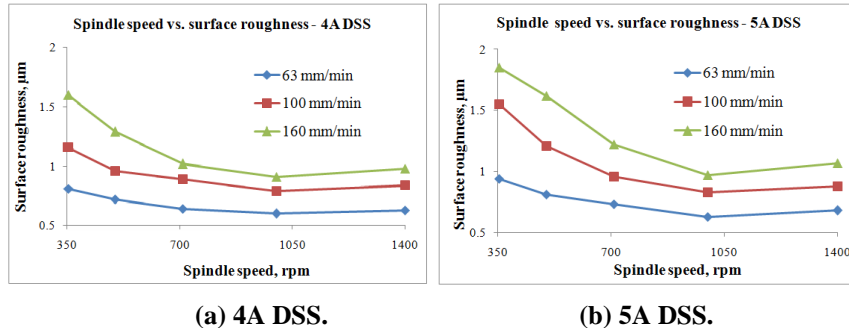 Spindle speed vs. surface roughness - 4A DSS
Surface roughness, µm
2
1.5
1
0.5
63 mm/min
100 mm/min
160 mm/min
350 700 1050 1400
Spindle speed, rpm
(a) 4A DSS.
Spindle speed vs. surface roughness - 5A DSS
Surface roughness, µm
2
1.5
1
0.5
63 mm/min
100 mm/min
160 mm/min
350 700 1050 1400
Spindle speed, rpm
(b) 5A DSS.